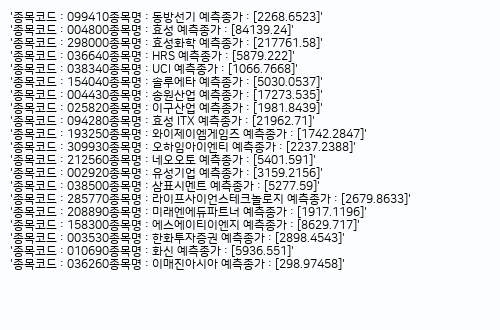 '종목코드 : 099410종목명 : 동방선기 예측종가 : [2268.6523]'
'종목코드 : 004800종목명 : 효성 예측종가 : [84139.24]'
'종목코드 : 298000종목명 : 효성화학 예측종가 : [217761.58]'
'종목코드 : 036640종목명 : HRS 예측종가 : [5879.222]'
'종목코드 : 038340종목명 : UCI 예측종가 : [1066.7668]'
'종목코드 : 154040종목명 : 솔루에타 예측종가 : [5030.0537]'
'종목코드 : 004430종목명 : 송원산업 예측종가 : [17273.535]'
'종목코드 : 025820종목명 : 이구산업 예측종가 : [1981.8439]'
'종목코드 : 094280종목명 : 효성 ITX 예측종가 : [21962.71]'
'종목코드 : 193250종목명 : 와이제이엠게임즈 예측종가 : [1742.2847]'
'종목코드 : 309930종목명 : 오하임아이엔티 예측종가 : [2237.2388]'
'종목코드 : 212560종목명 : 네오오토 예측종가 : [5401.591]'
'종목코드 : 002920종목명 : 유성기업 예측종가 : [3159.2156]'
'종목코드 : 038500종목명 : 삼표시멘트 예측종가 : [5277.59]'
'종목코드 : 285770종목명 : 라이프사이언스테크놀로지 예측종가 : [2679.8633]'
'종목코드 : 208890종목명 : 미래엔에듀파트너 예측종가 : [1917.1196]'
'종목코드 : 158300종목명 : 에스에이티이엔지 예측종가 : [8629.717]'
'종목코드 : 003530종목명 : 한화투자증권 예측종가 : [2898.4543]'
'종목코드 : 010690종목명 : 화신 예측종가 : [5936.551]'
'종목코드 : 036260종목명 : 이매진아시아 예측종가 : [298.97458]'